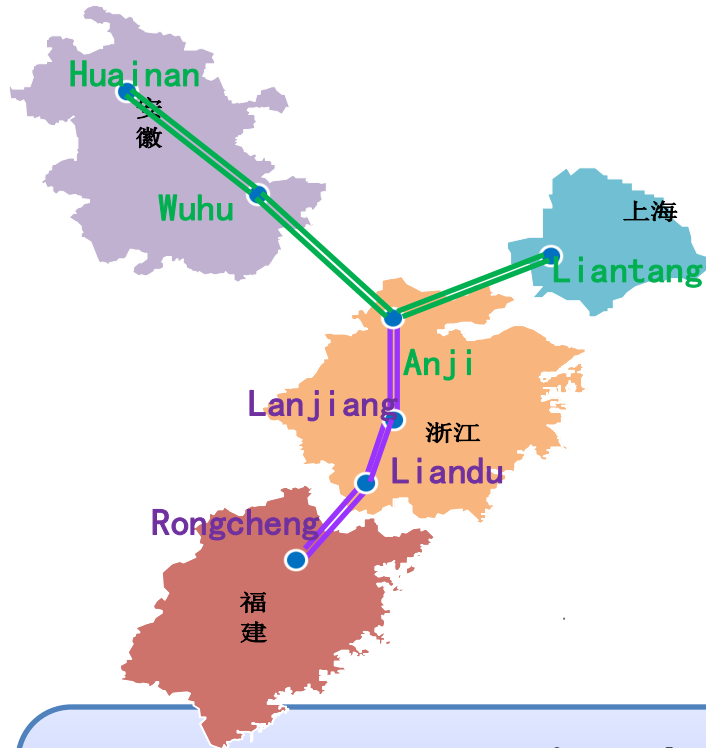 Huainan
安
徽
Wuhu
上海
Liantang
Anji
Lanjiang
浙江
Liandu
Rongcheng
福
建